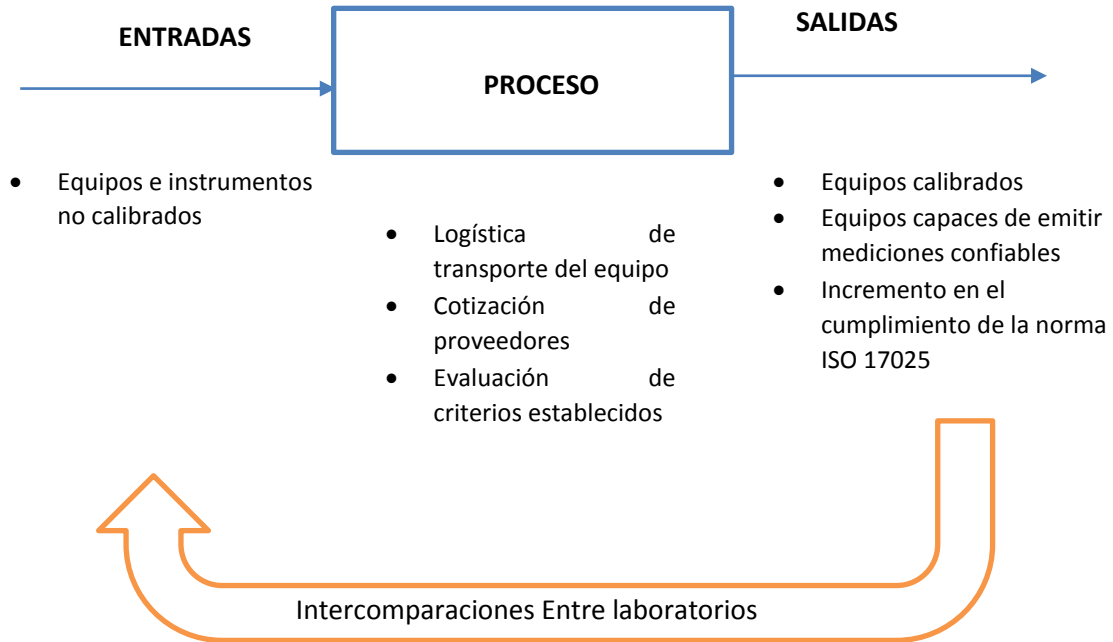 ENTRADAS
PROCESO
SALIDAS
• Equipos e instrumentos
no calibrados
• Logística de
transporte del equipo
• Cotización de
proveedores
• Evaluación de
criterios establecidos
• Equipos calibrados
• Equipos capaces de emitir
mediciones confiables
• Incremento en el
cumplimiento de la norma
ISO 17025
Intercomparaciones Entre laboratorios